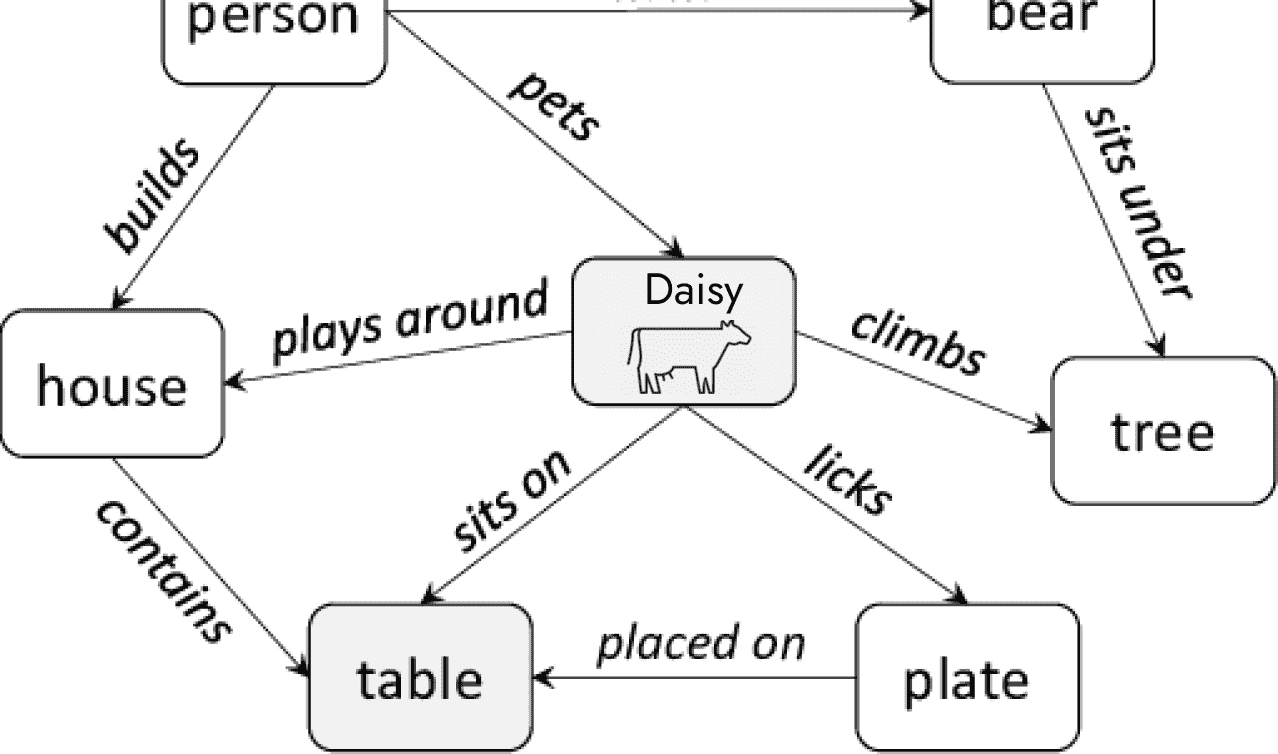 person
bear
pets
sits under
builds
Daisy
plays around
climbs
house
tree
sits on
licks
contains
placed on
table
plate